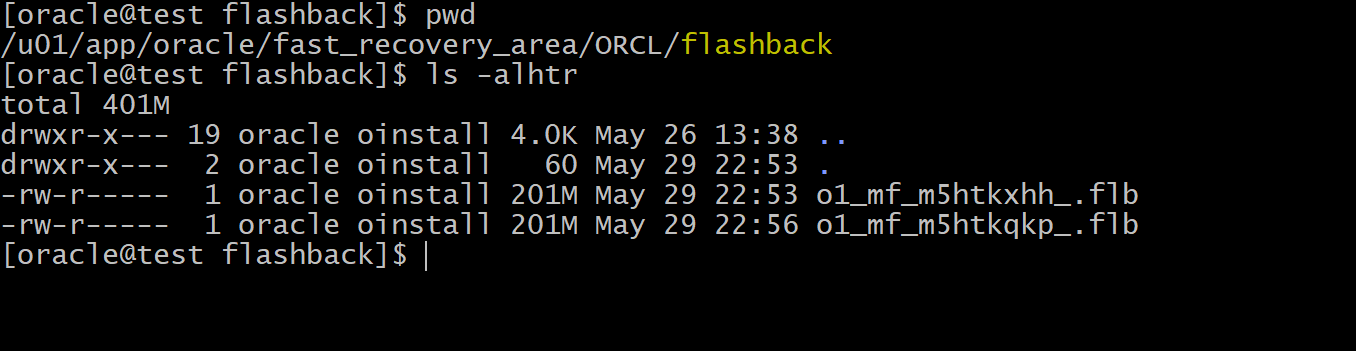 [oracle@test flashback]$ pwd
/u01/app/oracle/fast_recovery_area/ORCL/flashback
[oracle@test flashback]$ ls -alhtr
total 401M
drwxr-x--- 19 oracle oinstall 4.0K May 26 13:38 ..
drwxr-x---  2 oracle oinstall   60 May 29 22:53 .
-rw-r-----  1 oracle oinstall 201M May 29 22:53 o1_mf_m5htkxhh_.flb
-rw-r-----  1 oracle oinstall 201M May 29 22:56 o1_mf_m5htkqkp_.flb
[oracle@test flashback]$